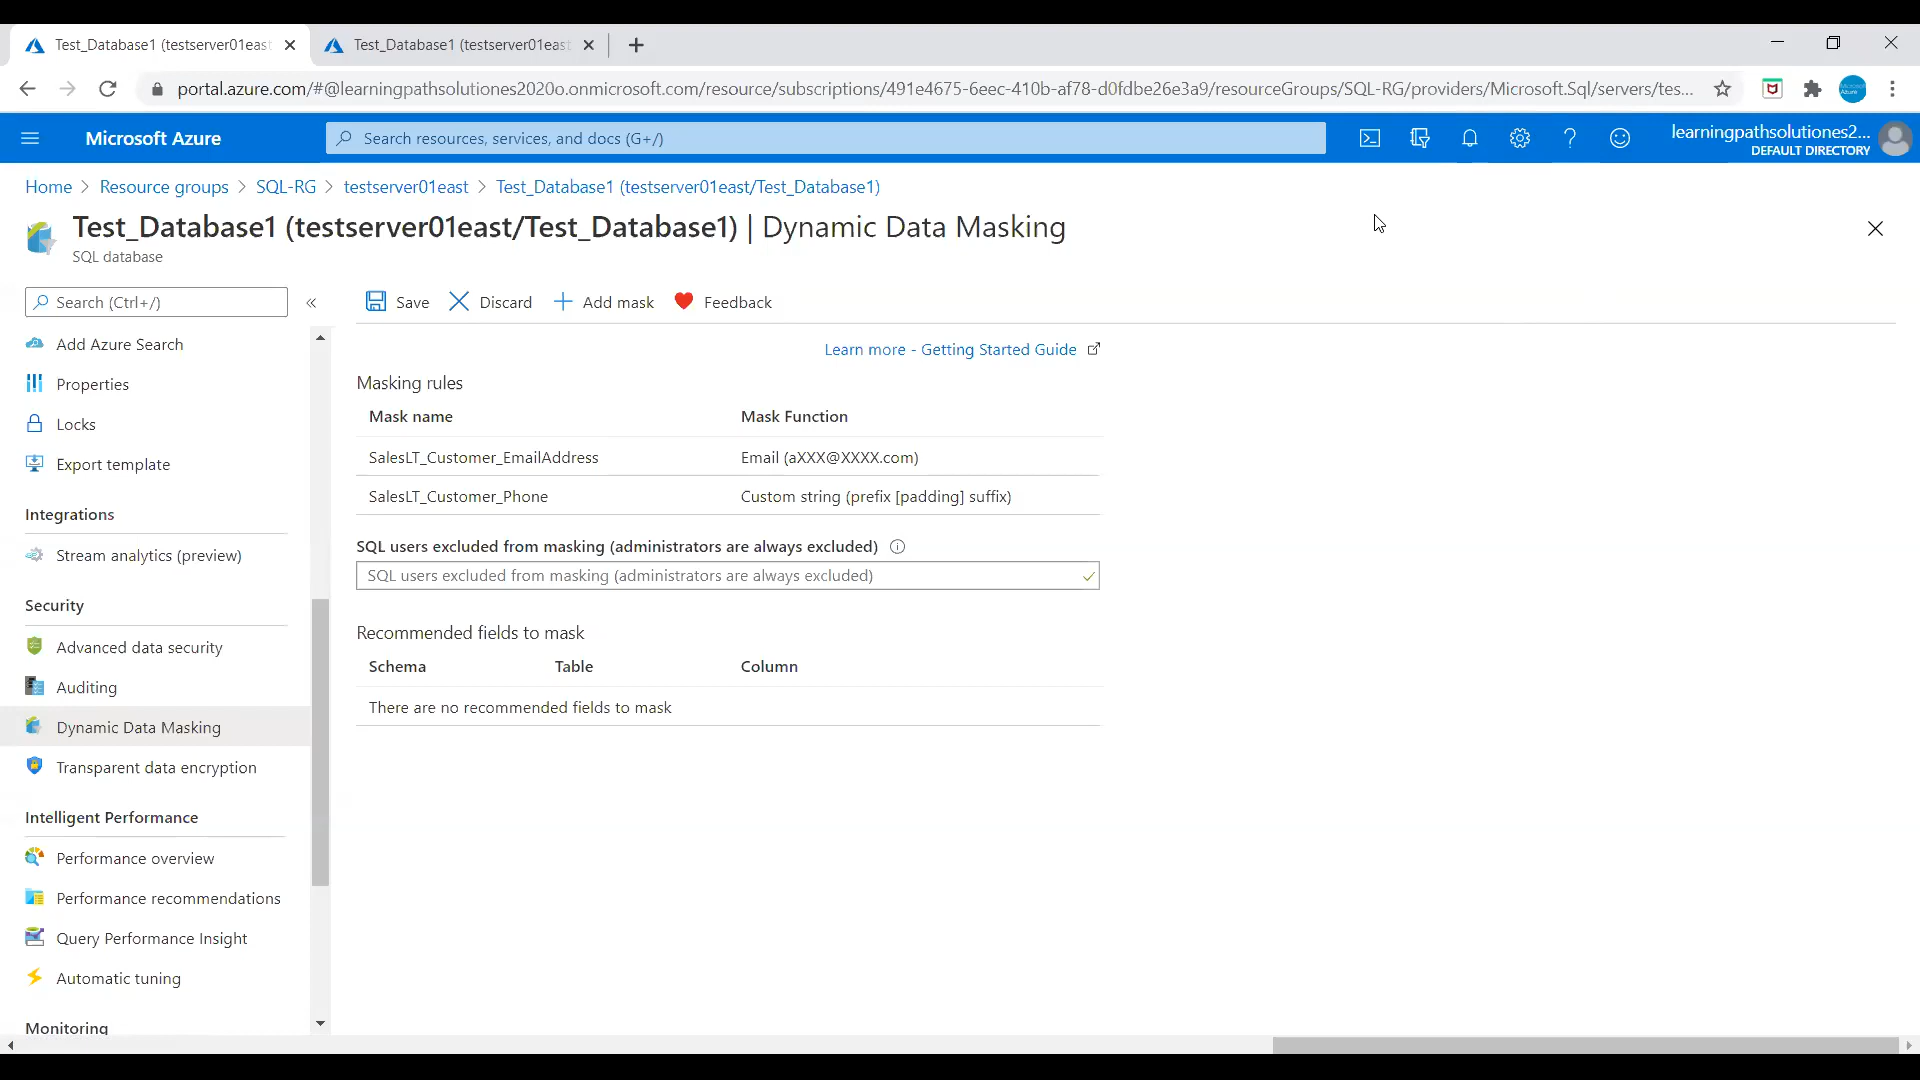 Test_Database1 (testserver01east
Test_Database1 (testserver01east
portal.azure.com/#@learningpathsolutiones2020o.onmicrosoft.com/resource/subscriptions/491e4675-6eec-410b-af78-d0fdbe26e3a9/resourceGroups/SQL-RG/providers/Microsoft.Sql/servers/tes...
Microsoft Azure
Search resources, services, and docs (G+/)
learningpathsolutiones2...
DEFAULT DIRECTORY
Home > Resource groups > SQL-RG > testserver01east > Test_Database1 (testserver01east/Test_Database1)
Test_Database1 (testserver01east/Test_Database1) | Dynamic Data Masking
SQL database
Search (Ctrl+/)
«
Add Azure Search
Properties
Locks
Export template
Integrations
Stream analytics (preview)
Security
Advanced data security
Auditing
Dynamic Data Masking
Transparent data encryption
Intelligent Performance
Performance overview
Performance recommendations
Query Performance Insight
Automatic tuning
Monitoring
Save
Discard
Add mask
Feedback
Learn more - Getting Started Guide
Masking rules
Mask name Mask Function
SalesLT_Customer_EmailAddress Email (aXXX@XXXX.com)
SalesLT_Customer_Phone Custom string (prefix [padding] suffix)
SQL users excluded from masking (administrators are always excluded)
SQL users excluded from masking (administrators are always excluded)
Recommended fields to mask
Schema Table Column
There are no recommended fields to mask